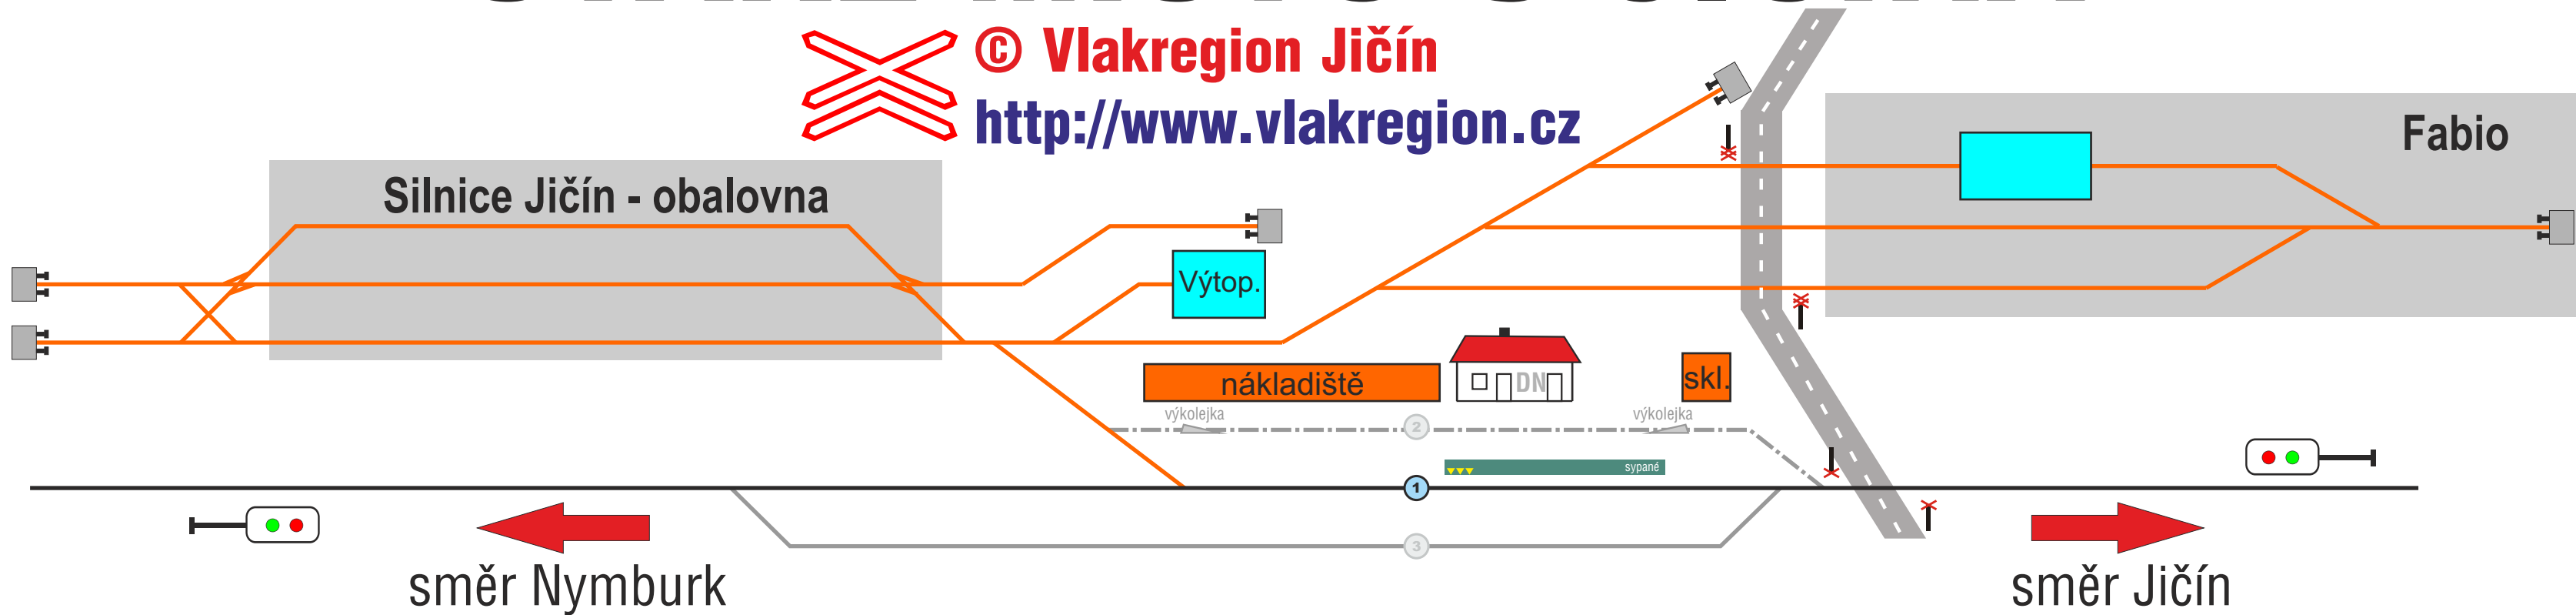 © Vlakregion Jičín
http://www.vlakregion.cz
Fabio
Silnice Jičín - obalovna
Výtop.
nákladiště
DN
skl.
výkolejka
výkolejka
2
sypané
1
3
směr Nymburk
směr Jičín